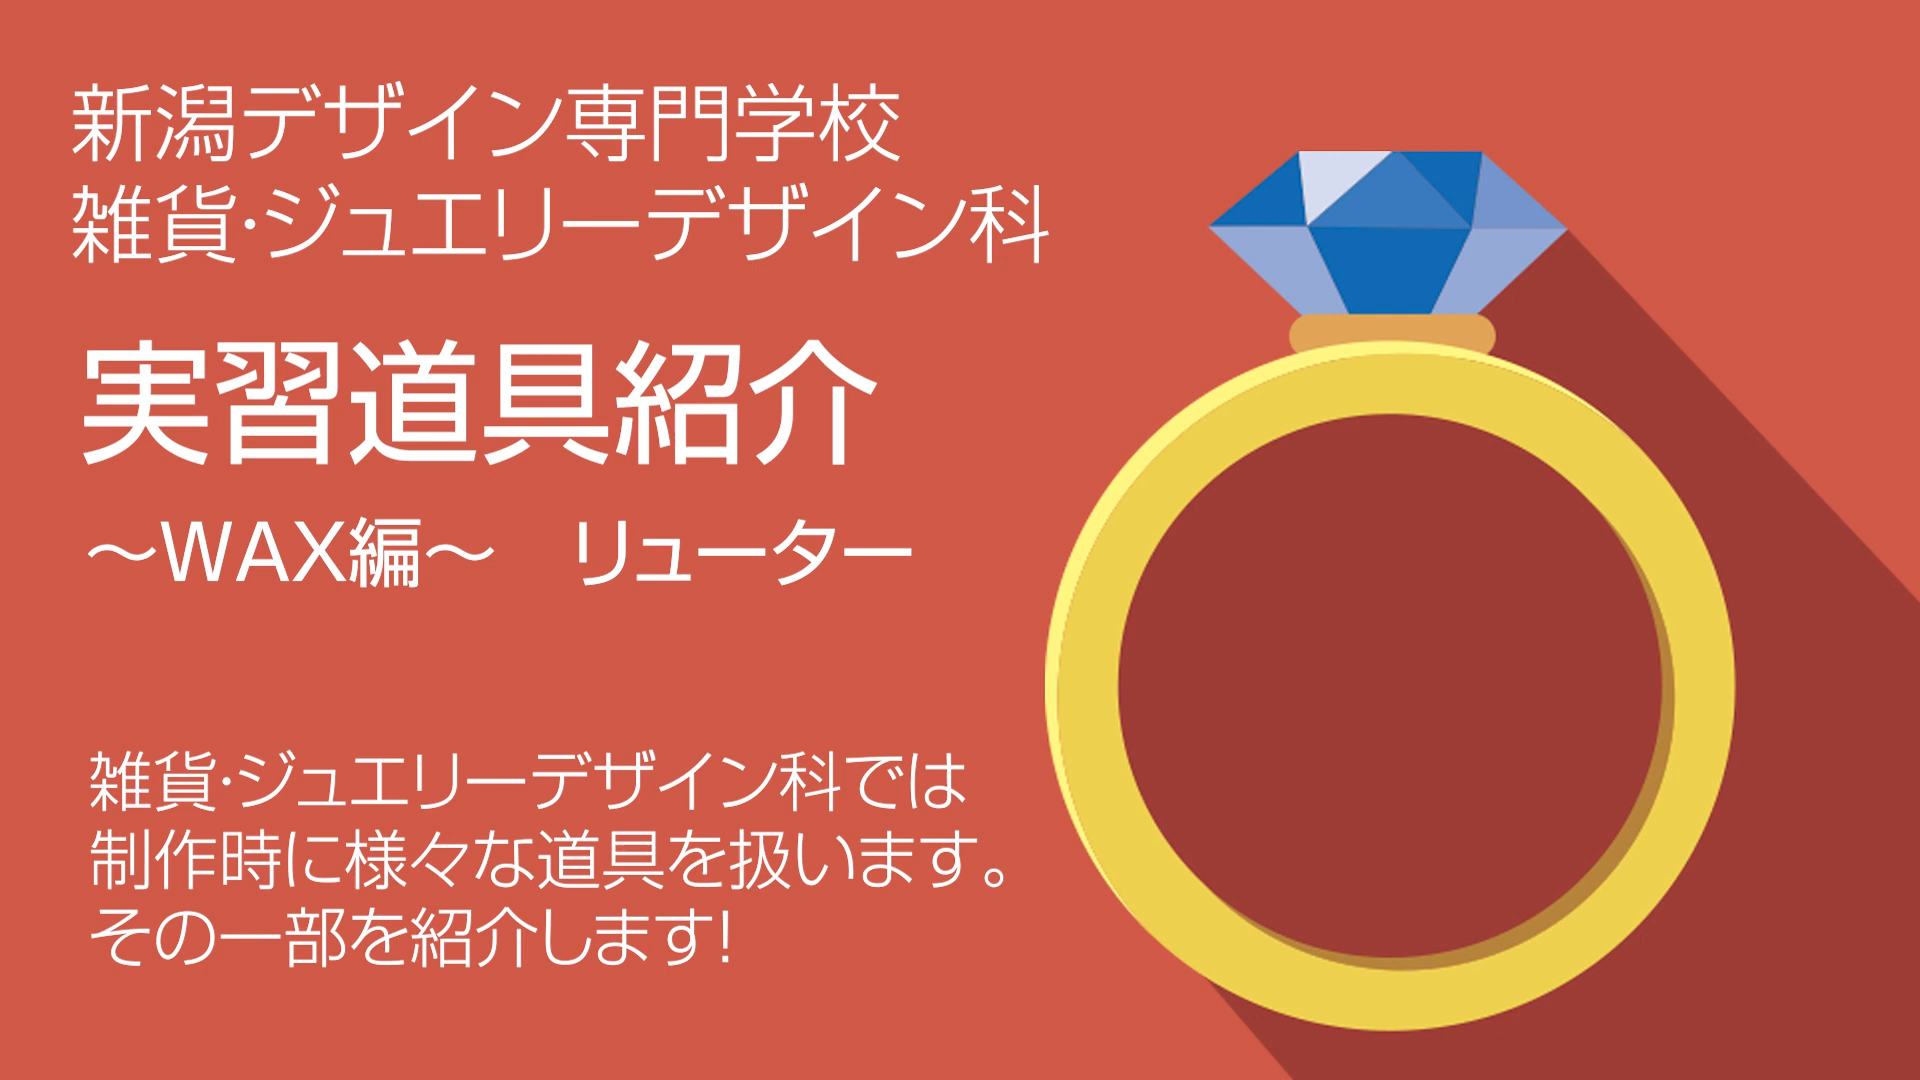 新潟デザイン専門学校
雑貨·ジュエリーデザイン科
実習道具紹介
〜WAX編〜　リューター
雑貨·ジュエリーデザイン科では
制作時に様々な道具を扱います。
その一部を紹介します!